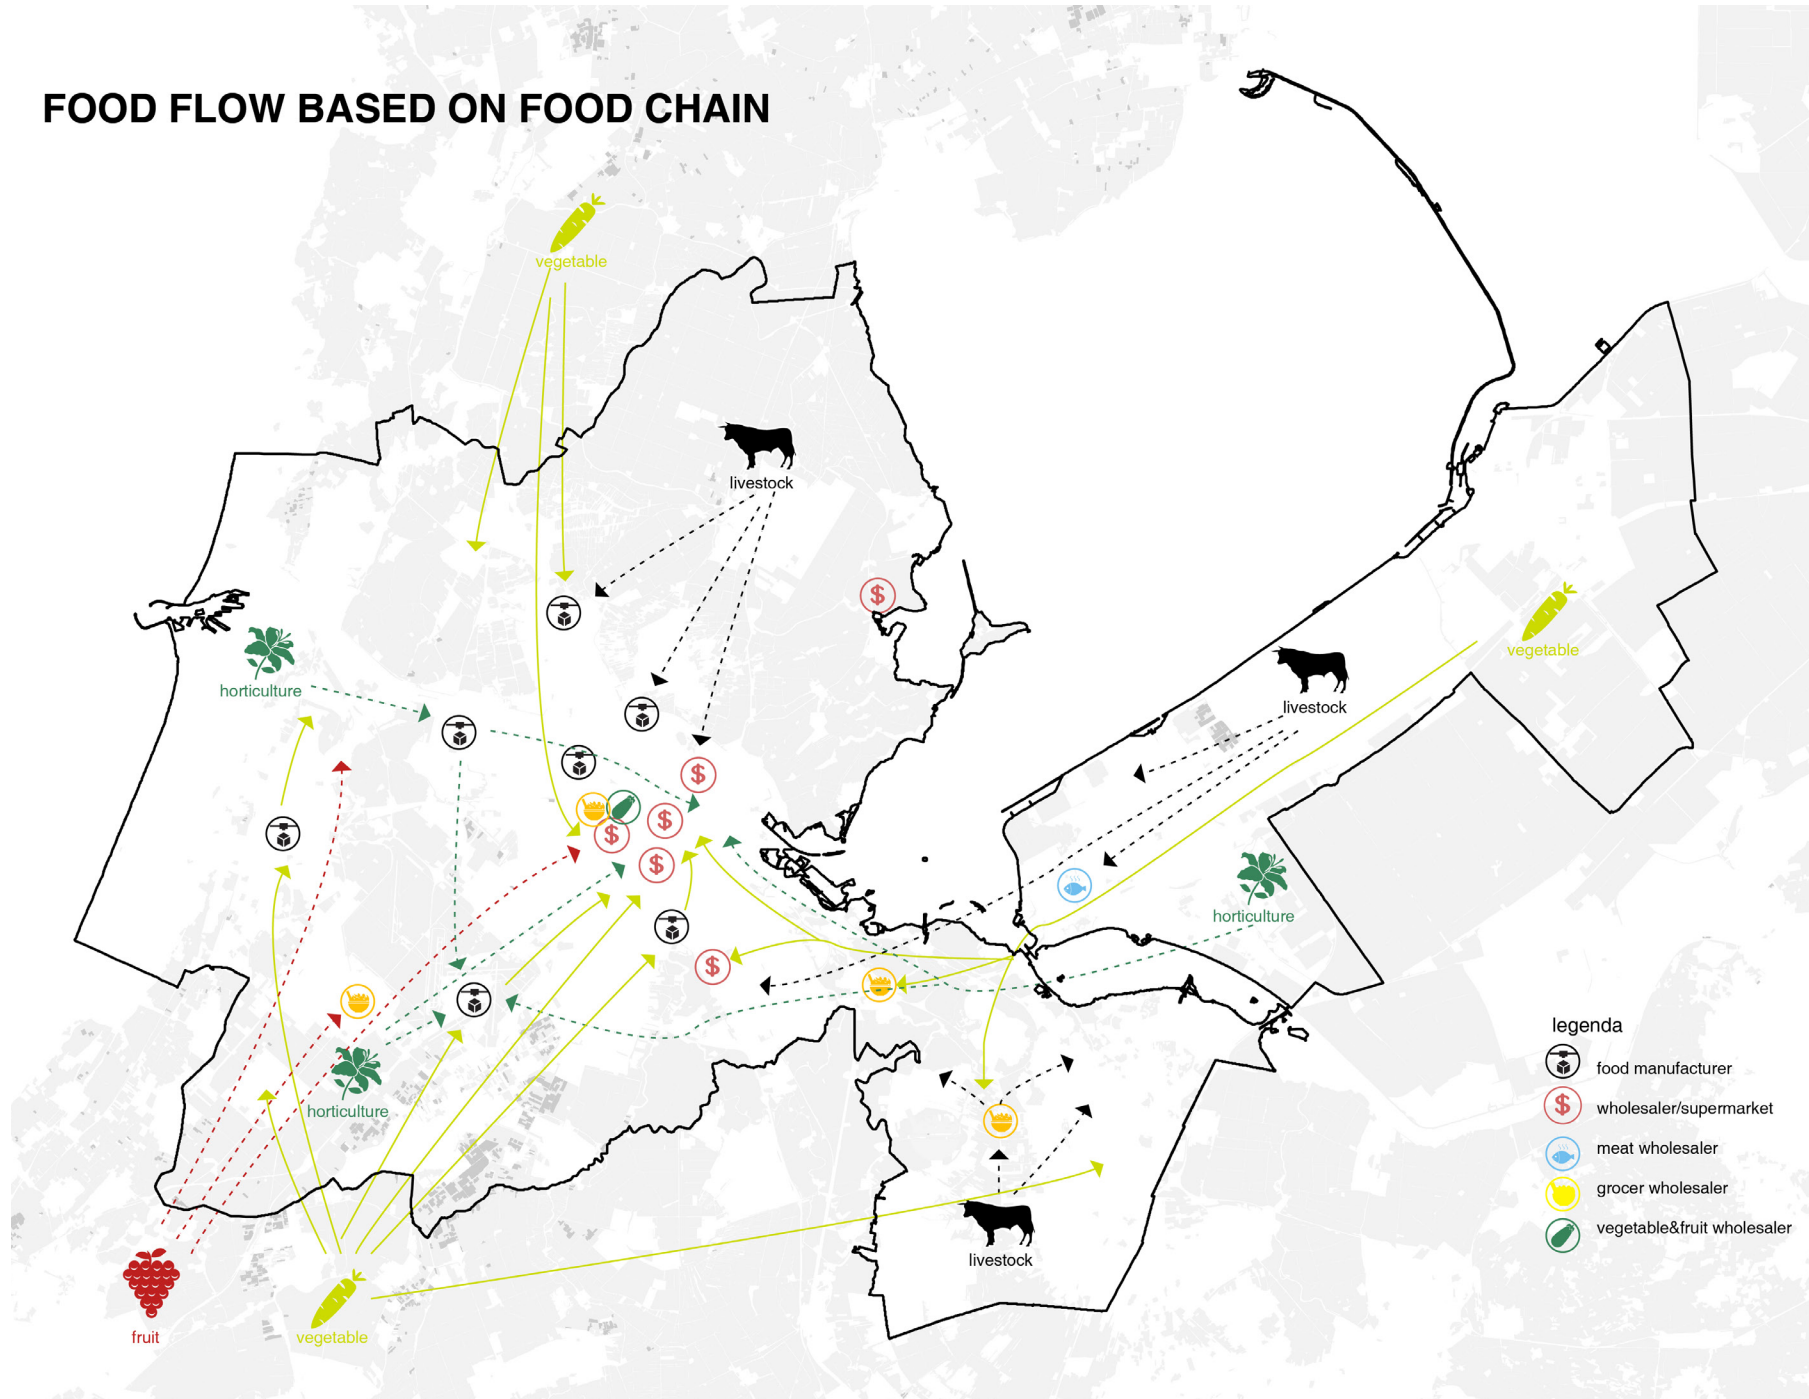 FOOD FLOW BASED ON FOOD CHAIN
vegetable
livestock
$
vegetable
horticulture
livestock
$
$
$
$
horticulture
$
horticulture
livestock
fruit
vegetable
legenda
food manufacturer
$ wholesaler/supermarket
meat wholesaler
grocer wholesaler
vegetable&fruit wholesaler